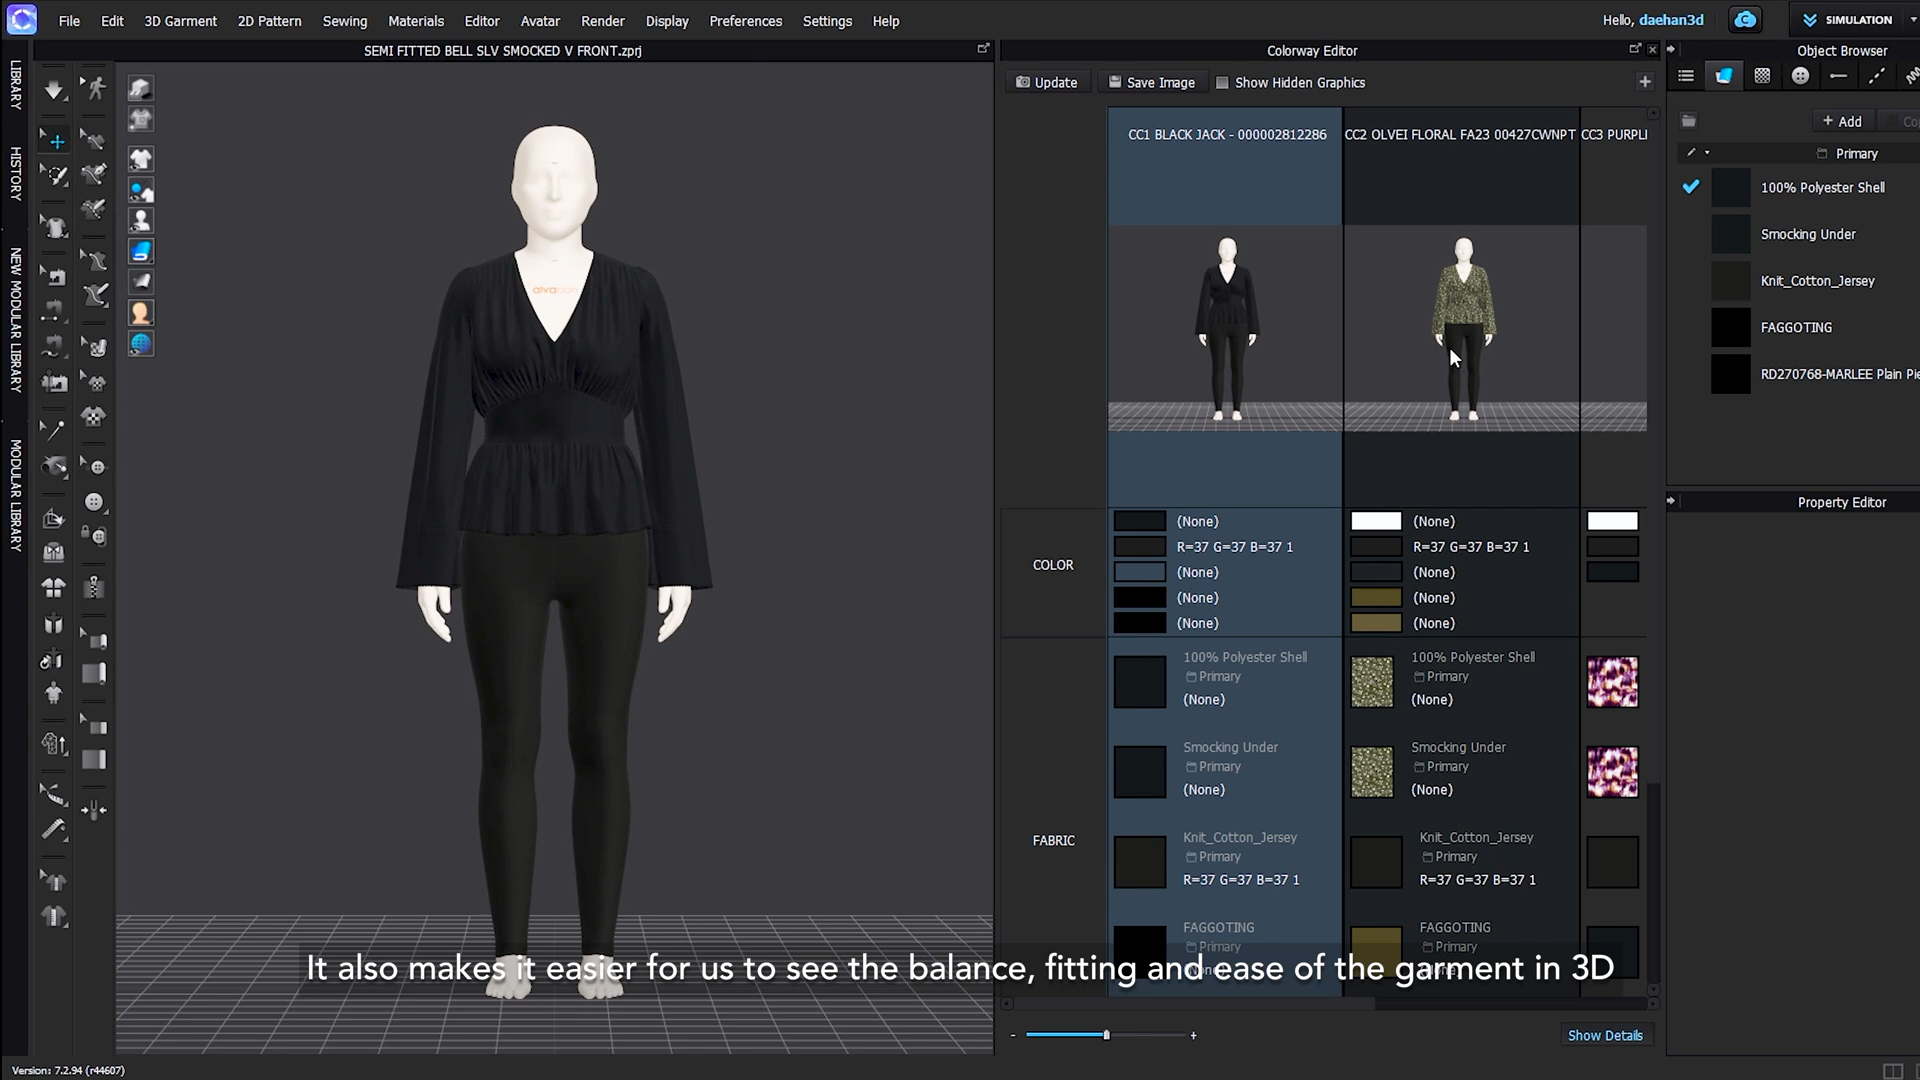 File Edit 3D Garment 2D Pattern Sewing Materials Editor Avatar Render Display Preferences Settings Help
Hello, daehan3d
SIMULATION
SEMI FITTED BELL SLV SMOCKED V FRONT.zprj
Colorway Editor
Object Browser
LIBRARY
HISTORY
NEW MODULAR LIBRARY
MODULAR LIBRARY
Update
Save Image
Show Hidden Graphics
+ Add
Primary
100% Polyester Shell
Smocking Under
Knit_Cotton_Jersey
FAGGOTING
RD270768-MARLEE Plain Pie
Property Editor
CC1 BLACK JACK - 000002812286
CC2 OLVEI FLORAL FA23 00427CWNPT
CC3 PURPL
COLOR
(None)
R=37 G=37 B=37 1
(None)
(None)
(None)
(None)
R=37 G=37 B=37 1
(None)
(None)
(None)
FABRIC
100% Polyester Shell
Primary
(None)
Smocking Under
Primary
(None)
Knit_Cotton_Jersey
Primary
R=37 G=37 B=37 1
FAGGOTING
Primary
100% Polyester Shell
Primary
(None)
Smocking Under
Primary
(None)
Knit_Cotton_Jersey
Primary
R=37 G=37 B=37 1
FAGGOTING
Primary
It also makes it easier for us to see the balance, fitting and ease of the garment in 3D
- +
Show Details
Version: 7.2.94 (r44607)